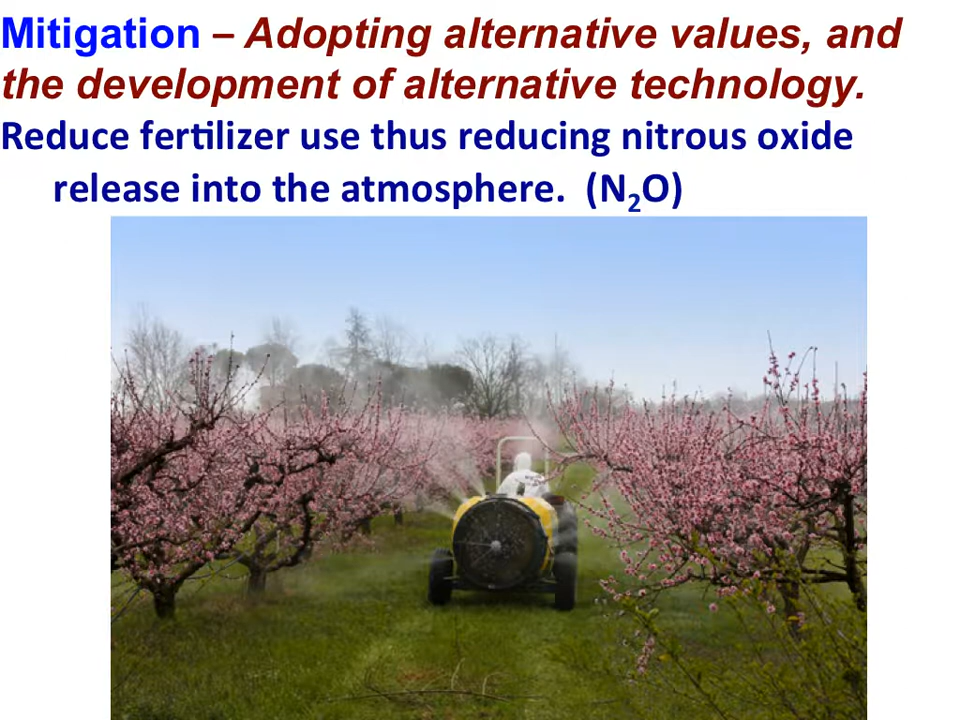 Mitigation – Adopting alternative values, and
the development of alternative technology.
Reduce fertilizer use thus reducing nitrous oxide
release into the atmosphere. (N₂O)